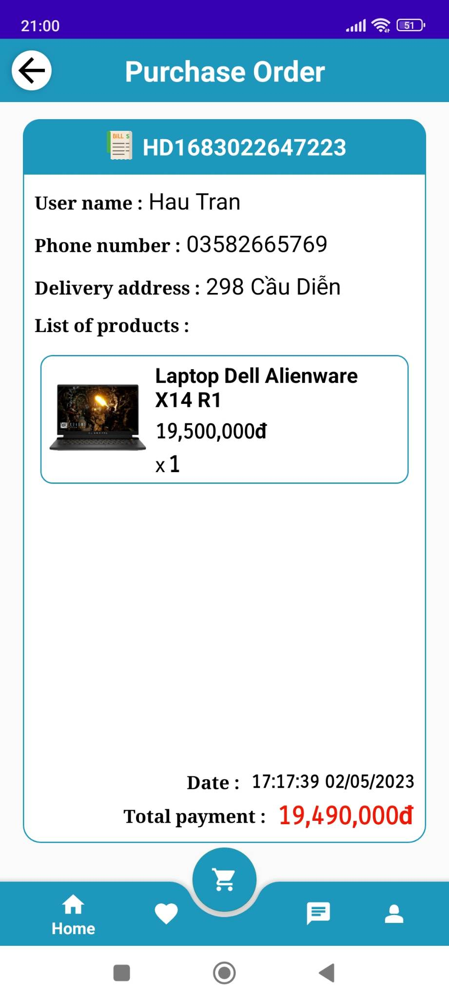 21:00
51
Purchase Order
BILL $
HD1683022647223
User name : Hau Tran
Phone number : 03582665769
Delivery address : 298 Cầu Diễn
List of products :
Laptop Dell Alienware
X14 R1
19,500,000đ
x 1
Date : 17:17:39 02/05/2023
Total payment : 19,490,000đ
Home